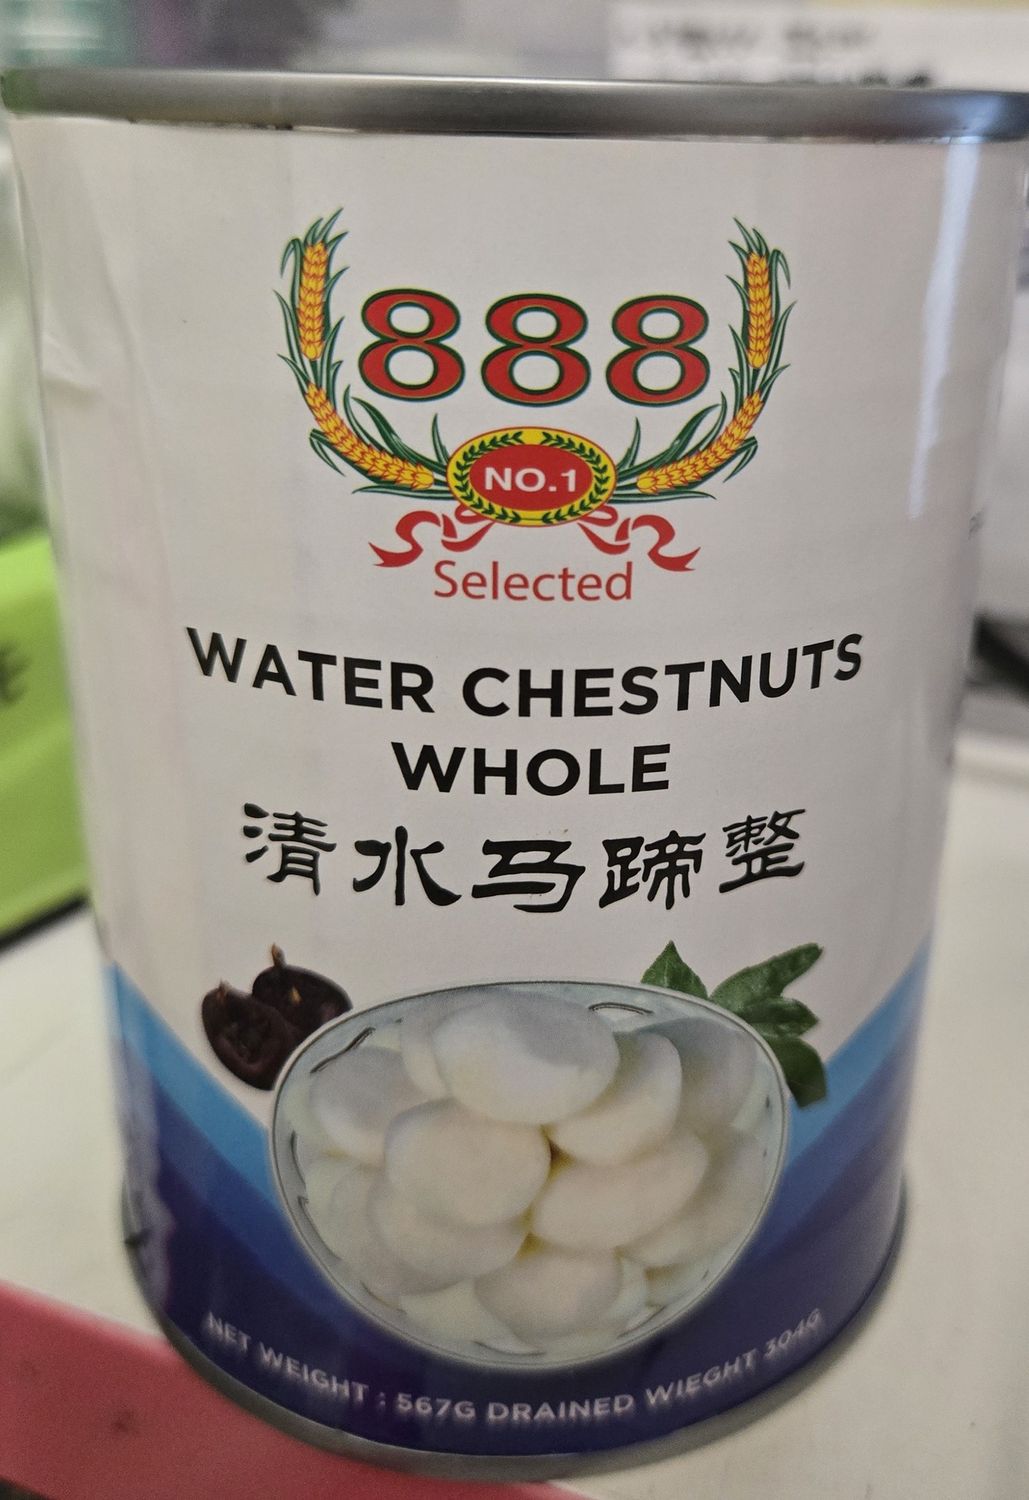 888
NO.1
Selected
WATER CHESTNUTS
WHOLE
清水马蹄整
NET WEIGHT : 567G DRAINED WIEGHT 304G